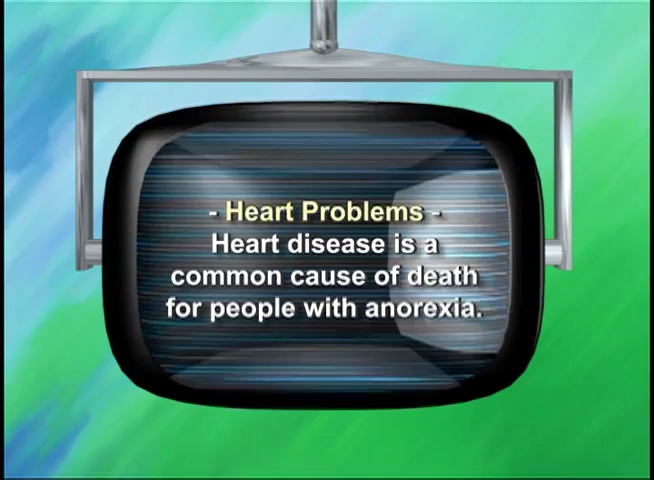 - Heart Problems -
Heart disease is a
common cause of death
for people with anorexia.